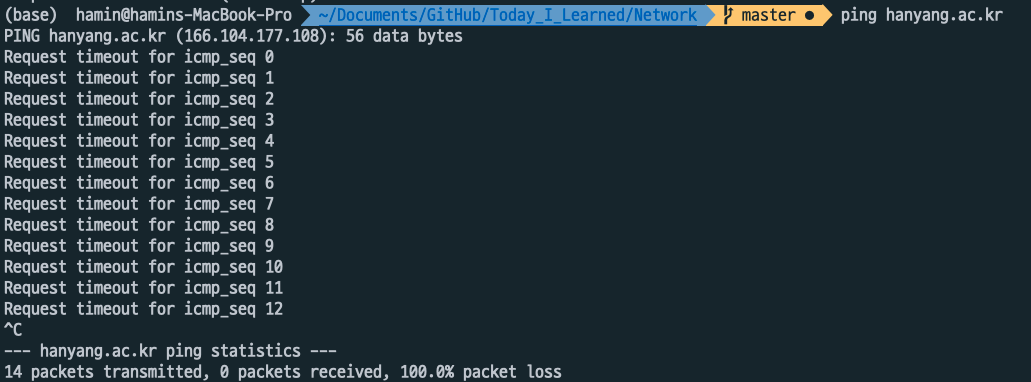 (base) hamin@hamins-MacBook-Pro ~/Documents/GitHub/Today_I_Learned/Network master ● ping hanyang.ac.kr
PING hanyang.ac.kr (166.104.177.108): 56 data bytes
Request timeout for icmp_seq 0
Request timeout for icmp_seq 1
Request timeout for icmp_seq 2
Request timeout for icmp_seq 3
Request timeout for icmp_seq 4
Request timeout for icmp_seq 5
Request timeout for icmp_seq 6
Request timeout for icmp_seq 7
Request timeout for icmp_seq 8
Request timeout for icmp_seq 9
Request timeout for icmp_seq 10
Request timeout for icmp_seq 11
Request timeout for icmp_seq 12
^C
--- hanyang.ac.kr ping statistics ---
14 packets transmitted, 0 packets received, 100.0% packet loss